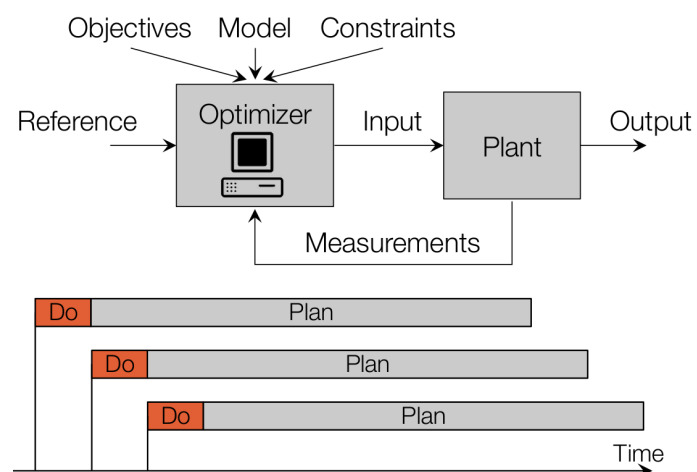 Objectives Model Constraints
Reference
Optimizer
Input
Plant
Output
Measurements
Do Plan
Do Plan
Do Plan
Time